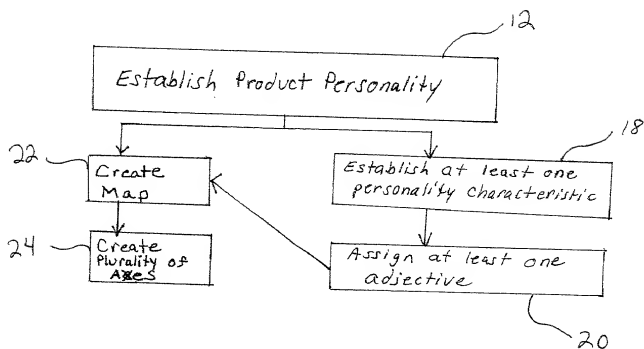 12
Establish Product Personality
18
22
Create
Map
Establish at least one
personality characteristic
24
Create
Plurality of
Axes
Assign at least one
adjective
20